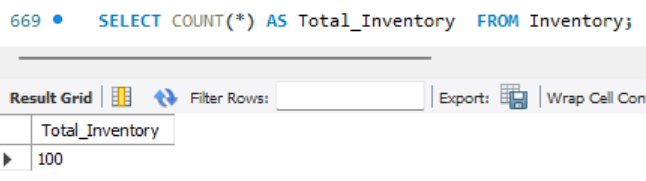 669 SELECT COUNT(*) AS Total_Inventory FROM Inventory;
Result Grid Filter Rows: Export: Wrap Cell Con
Total_Inventory
100